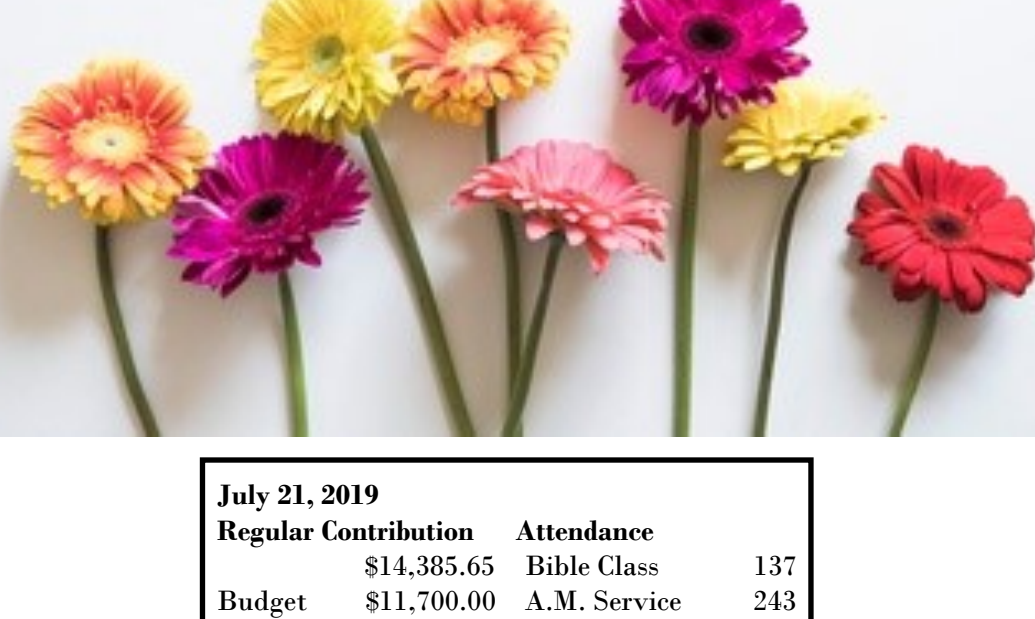 July 21, 2019
Regular Contribution Attendance
$14,385.65 Bible Class 137
Budget $11,700.00 A.M. Service 243